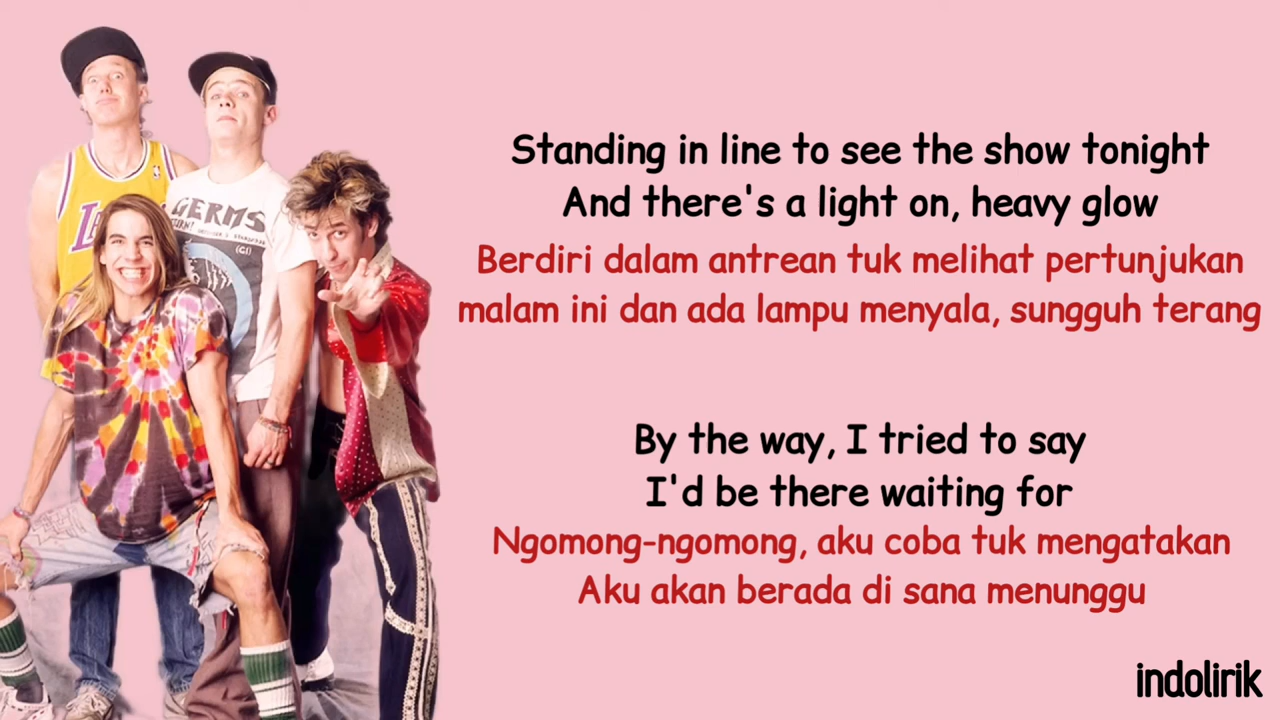 Standing in line to see the show tonight
And there's a light on, heavy glow
Berdiri dalam antrean tuk melihat pertunjukan
malam ini dan ada lampu menyala, sungguh terang
By the way, I tried to say
I'd be there waiting for
Ngomong-ngomong, aku coba tuk mengatakan
Aku akan berada di sana menunggu
GERMS
(GI)
indolirik